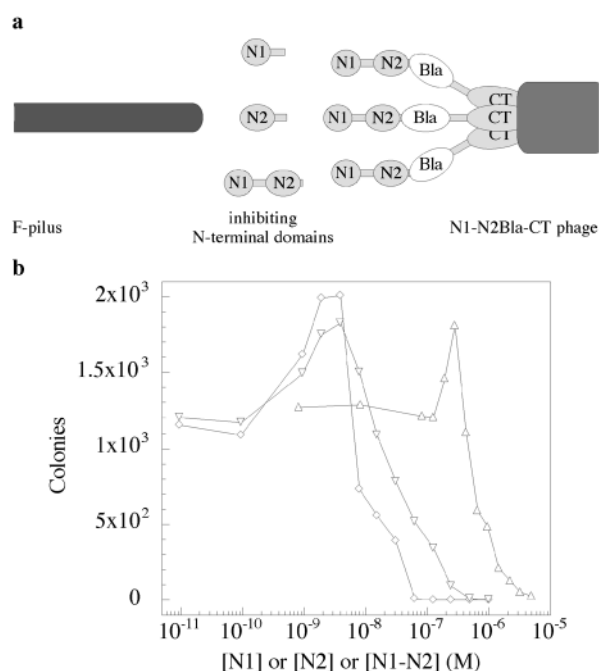 a
N1
N1 N2 Bla
N2
N1 N2 Bla
N1 N2
N1 N2 Bla
CT
CT
CT
F-pilus
inhibiting
N-terminal domains
N1-N2Bla-CT phage
b
2x10³
1.5x10³
1x10³
5x10²
0
Colonies
10⁻¹¹ 10⁻¹⁰ 10⁻⁹ 10⁻⁸ 10⁻⁷ 10⁻⁶ 10⁻⁵
[N1] or [N2] or [N1-N2] (M)